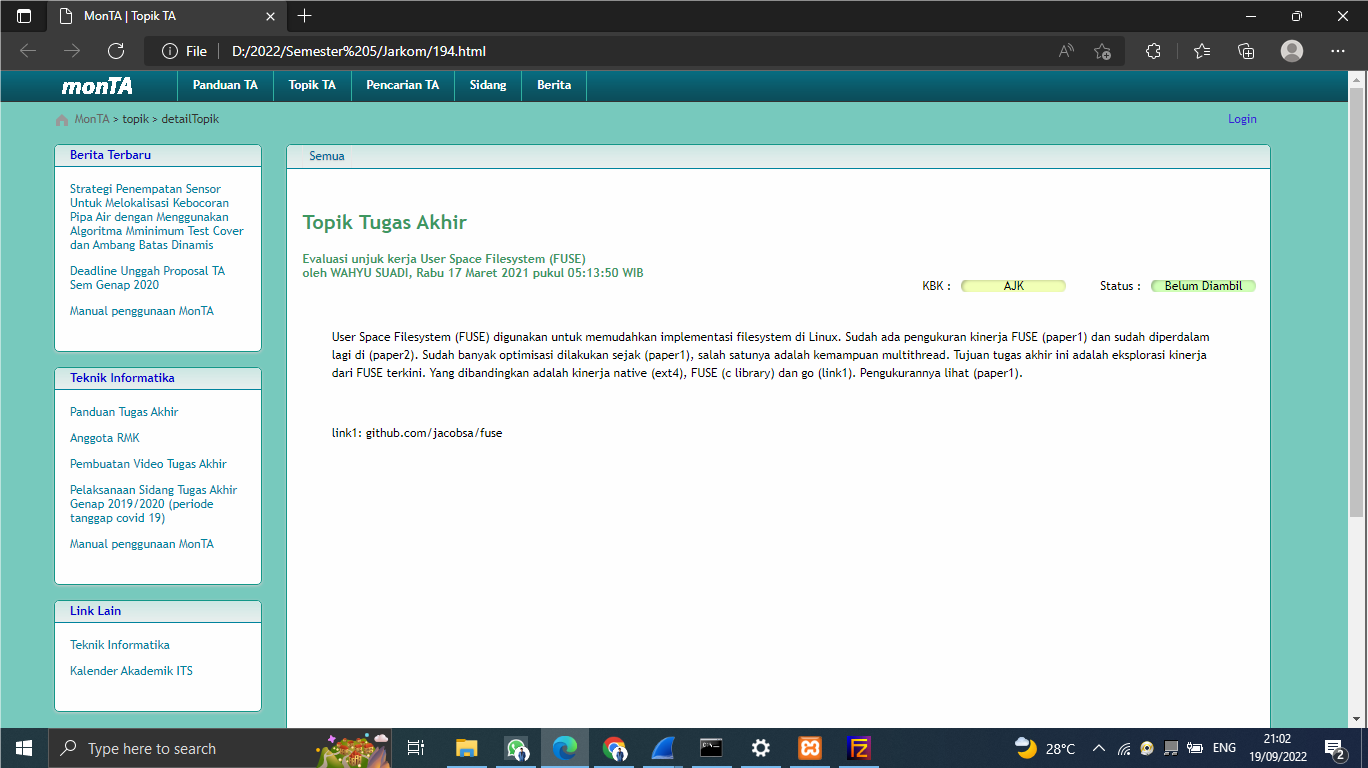 MonTA | Topik TA
File
D:/2022/Semester%205/Jarkom/194.html
monTA
Panduan TA
Topik TA
Pencarian TA
Sidang
Berita
MonTA > topik > detailTopik
Login
Berita Terbaru
Strategi Penempatan Sensor
Untuk Melokalisasi Kebocoran
Pipa Air dengan Menggunakan
Algoritma Mminimum Test Cover
dan Ambang Batas Dinamis
Deadline Unggah Proposal TA
Sem Genap 2020
Manual penggunaan MonTA
Teknik Informatika
Panduan Tugas Akhir
Anggota RMK
Pembuatan Video Tugas Akhir
Pelaksanaan Sidang Tugas Akhir
Genap 2019/2020 (periode
tanggap covid 19)
Manual penggunaan MonTA
Link Lain
Teknik Informatika
Kalender Akademik ITS
Semua
Topik Tugas Akhir
Evaluasi unjuk kerja User Space Filesystem (FUSE)
oleh WAHYU SUADI, Rabu 17 Maret 2021 pukul 05:13:50 WIB
KBK : AJK Status : Belum Diambil
User Space Filesystem (FUSE) digunakan untuk memudahkan implementasi filesystem di Linux. Sudah ada pengukuran kinerja FUSE (paper1) dan sudah diperdalam
lagi di (paper2). Sudah banyak optimisasi dilakukan sejak (paper1), salah satunya adalah kemampuan multithread. Tujuan tugas akhir ini adalah eksplorasi kinerja
dari FUSE terkini. Yang dibandingkan adalah kinerja native (ext4), FUSE (c library) dan go (link1). Pengukurannya lihat (paper1).
link1: github.com/jacobsa/fuse
Type here to search
28°C
ENG
21:02
19/09/2022
2